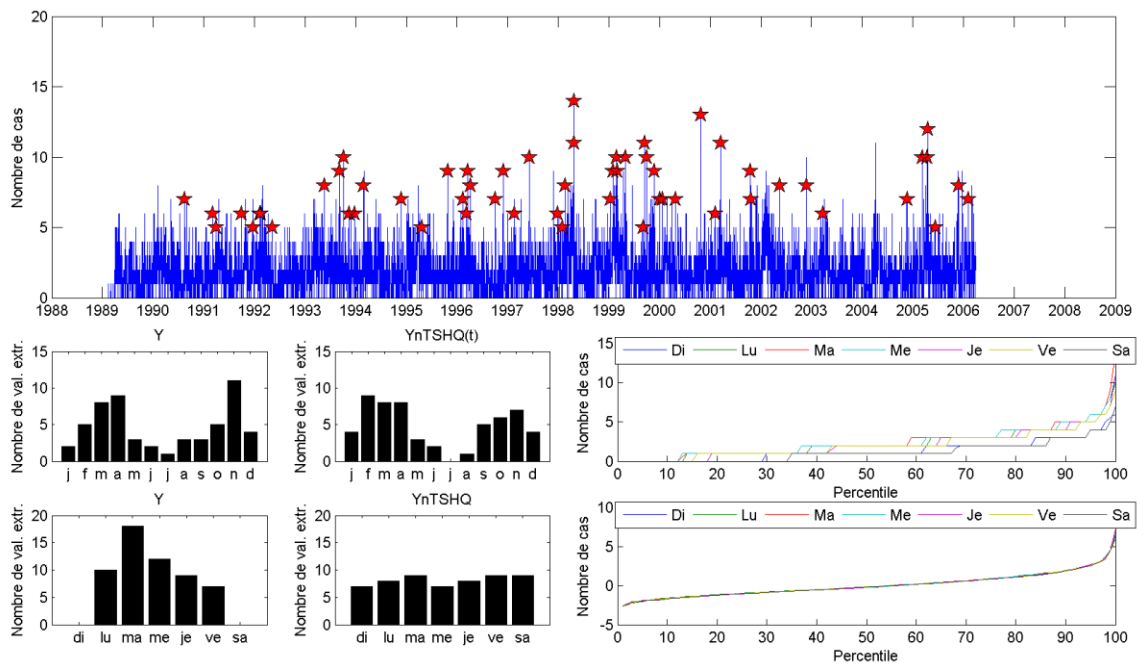 20
15
10
5
0
Nombre de cas
1988 1989 1990 1991 1992 1993 1994 1995 1996 1997 1998 1999 2000 2001 2002 2003 2004 2005 2006 2007 2008 2009
Y
15
10
5
0
Nombre de val. extr.
j f m a m j j a s o n d
YnTSHQ(t)
15
10
5
0
Nombre de val. extr.
j f m a m j j a s o n d
15
10
5
0
Nombre de cas
Di Lu Ma Me Je Ve Sa
0 10 20 30 40 50 60 70 80 90 100
Percentile
Y
20
15
10
5
0
Nombre de val. extr.
di lu ma me je ve sa
YnTSHQ
20
15
10
5
0
Nombre de val. extr.
di lu ma me je ve sa
10
5
0
-5
Nombre de cas
Di Lu Ma Me Je Ve Sa
0 10 20 30 40 50 60 70 80 90 100
Percentile